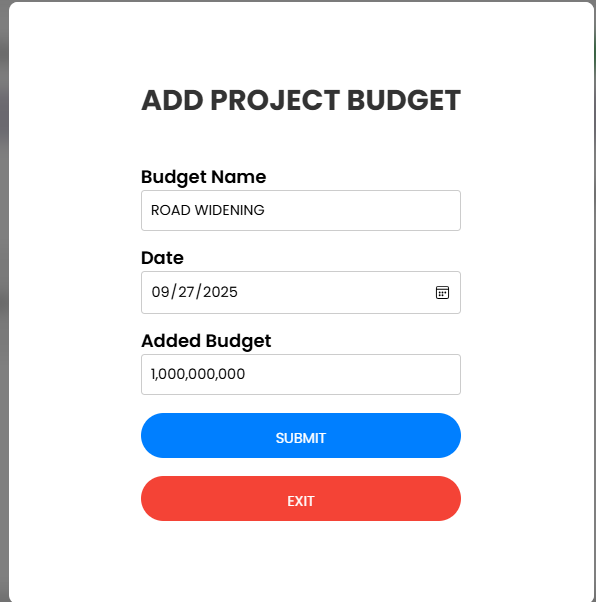 ADD PROJECT BUDGET
Budget Name
ROAD WIDENING
Date
09/27/2025
Added Budget
1,000,000,000
SUBMIT
EXIT